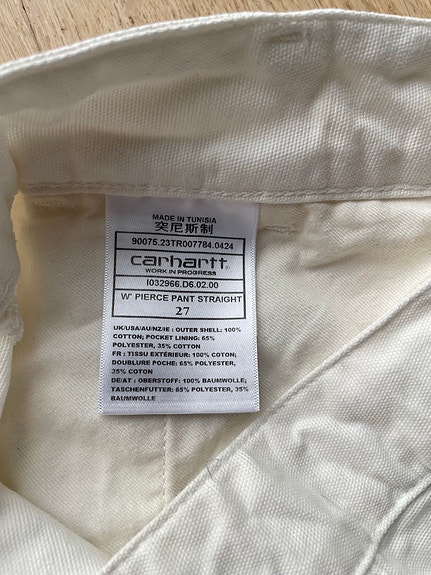 MADE IN TUNISIA
突尼斯制
90075.23TR007784.0424
carhartt
WORK IN PROGRESS
I032966.D6.02.00
W' PIERCE PANT STRAIGHT
27
UK/USA/AU/NZ/IE : OUTER SHELL: 100%
COTTON; POCKET LINING: 65%
POLYESTER, 35% COTTON
FR : TISSU EXTÉRIEUR: 100% COTON;
DOUBLURE POCHE: 65% POLYESTER,
35% COTON
DE/AT : OBERSTOFF: 100% BAUMWOLLE;
TASCHENFUTTER: 65% POLYESTER, 35%
BAUMWOLLE